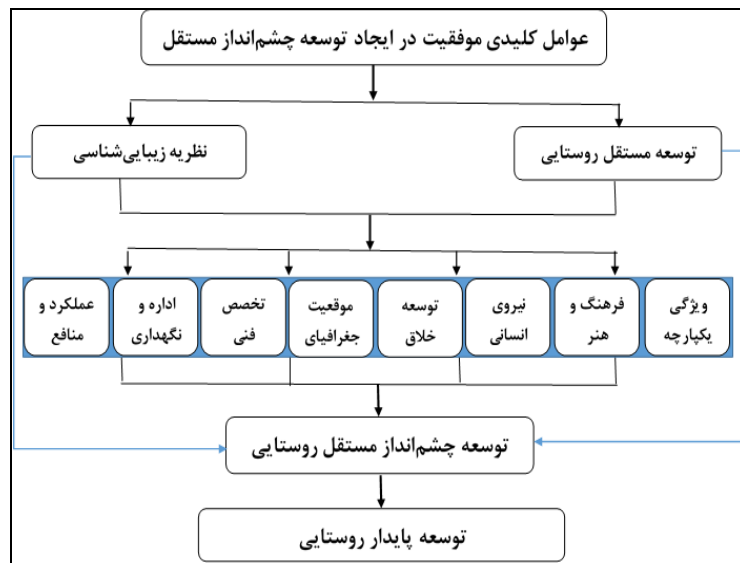 عوامل کلیدی موفقیت در ایجاد توسعه چشم‌انداز مستقل
توسعه مستقل روستایی
نظریه زیبایی‌شناسی
ویژگی
یکپارچه
فرهنگ و
هنر
نیروی
انسانی
توسعه
خلاق
موقعیت
جغرافیای
تخصص
فنی
اداره و
نگهداری
عملکرد و
منافع
توسعه چشم‌انداز مستقل روستایی
توسعه پایدار روستایی